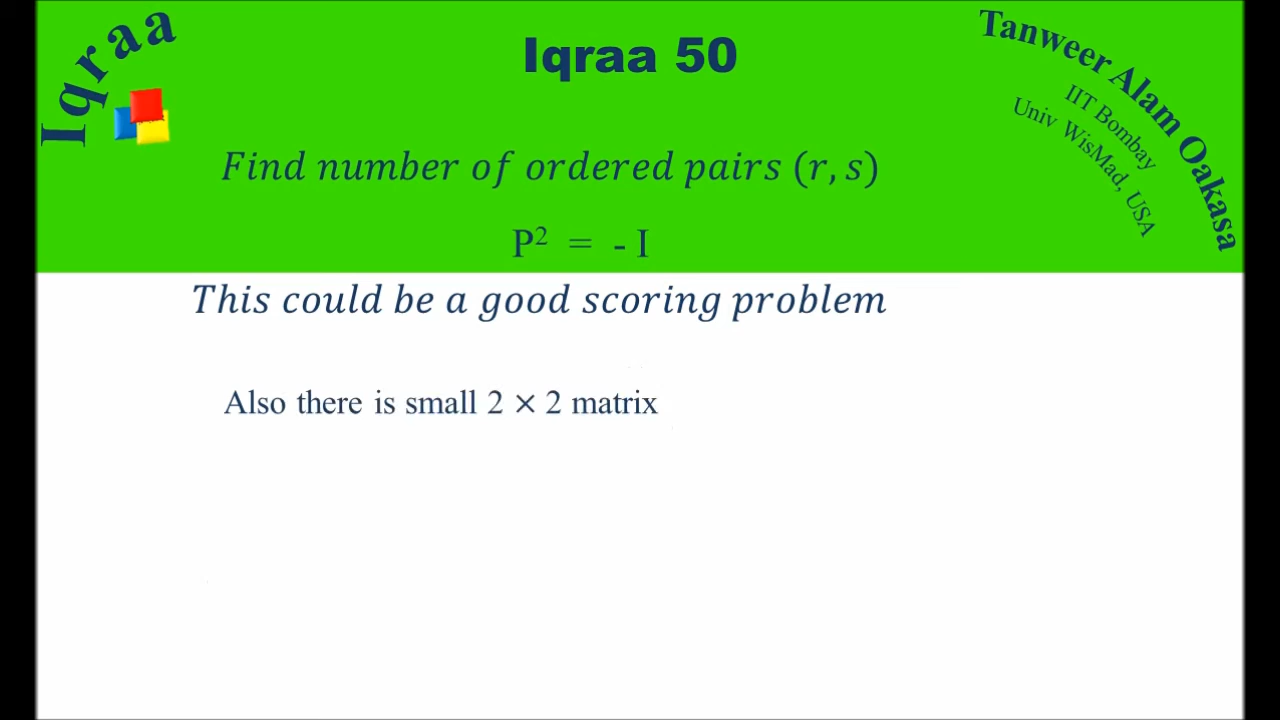 Iqraa
Iqraa 50
Tanweer Alam Oakasa
IIT Bombay
Univ WisMad, USA
Find number of ordered pairs (r, s)
P² = - I
This could be a good scoring problem
Also there is small 2 × 2 matrix